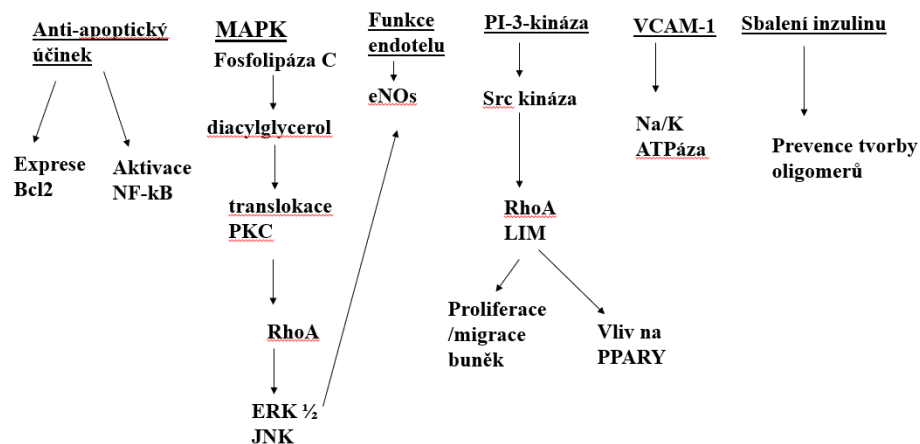 Anti-apoptický
účinek
Exprese
Bcl2
Aktivace
NF-kB
MAPK
Fosfolipáza C
diacylglycerol
translokace
PKC
RhoA
ERK ½
JNK
Funkce
endotelu
eNOs
PI-3-kináza
Src kináza
RhoA
LIM
Proliferace
/migrace
buněk
Vliv na
PPARY
VCAM-1
Na/K
ATPáza
Sbalení inzulinu
Prevence tvorby
oligomerů